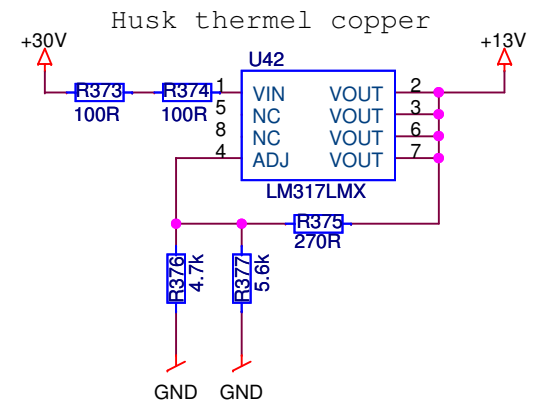 Husk thermel copper
+30V
+13V
U42
R373
R374
100R
100R
1
5
8
4
VIN
NC
NC
ADJ
VOUT
VOUT
VOUT
VOUT
2
3
6
7
LM317LMX
R375
270R
R376
4.7k
R377
5.6k
GND
GND